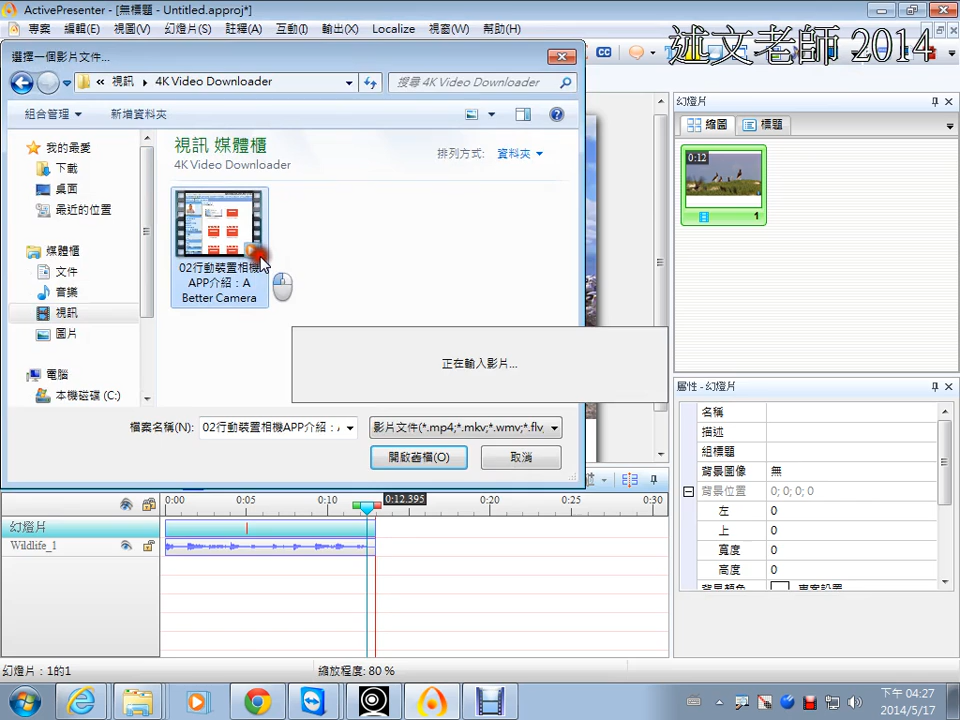 ActivePresenter - [無標題 - Untitled.approj*]
專案 編輯(E) 視圖(V) 幻燈片(S) 註釋(A) 互動(I) 輸出(X) Localize 視窗(W) 幫助(H)
述文老師 2014
選擇一個影片文件...
CC
« 視訊 4K Video Downloader
搜尋 4K Video Downloader
組合管理 新增資料夾
我的最愛
下載
桌面
最近的位置
媒體櫃
文件
音樂
視訊
圖片
電腦
本機磁碟 (C:)
視訊 媒體櫃
4K Video Downloader
排列方式: 資料夾
02行動裝置相機
APP介紹：A
Better Camera
正在輸入影片...
檔案名稱(N): 02行動裝置相機APP介紹：
影片文件(*.mp4;*.mkv;*.wmv;*.flv
開啟舊檔(O) 取消
幻燈片
縮圖 標題
0:12
1
屬性 - 幻燈片
名稱
描述
組標題
背景圖像 無
背景位置 0; 0; 0; 0
左 0
上 0
寬度 0
高度 0
背景顏色 專案設置
0:00 0:05 0:10 0:12.395 0:20 0:25 0:30
幻燈片
Wildlife_1
幻燈片：1的1 縮放程度: 80 %
下午 04:27
2014/5/17